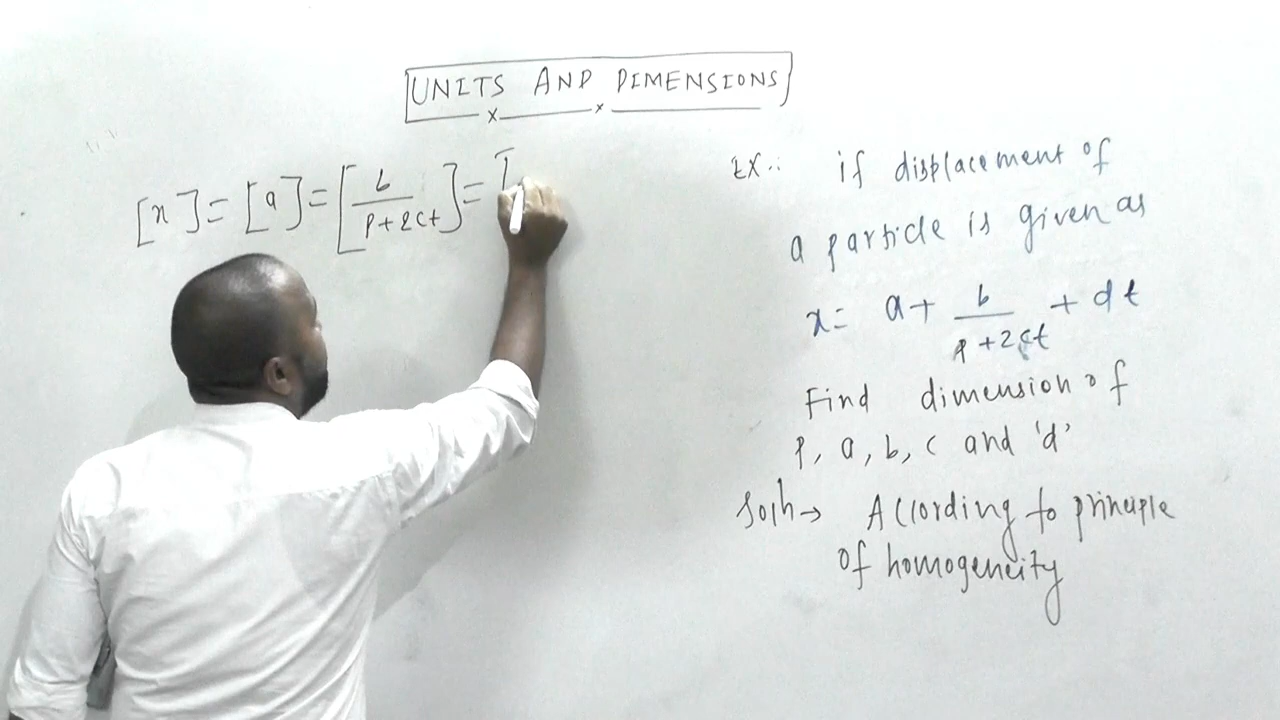 UNITS AND DIMENSIONS
[x] = [a] = [b / P+2ct] = [
EX:. if displacement of
a particle is given as
x = a + b / P+2ct + dt
Find dimension of
P, a, b, c and 'd'
Soln → According to principle
of homogeneity